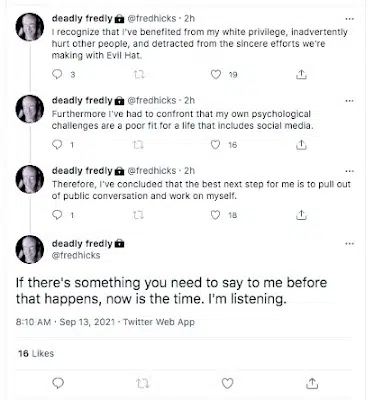 deadly fredly @fredhicks · 2h
I recognize that I've benefited from my white privilege, inadvertently
hurt other people, and detracted from the sincere efforts we're
making with Evil Hat.
3 19
deadly fredly @fredhicks · 2h
Furthermore I've had to confront that my own psychological
challenges are a poor fit for a life that includes social media.
1 16
deadly fredly @fredhicks · 2h
Therefore, I've concluded that the best next step for me is to pull out
of public conversation and work on myself.
1 18
deadly fredly
@fredhicks
If there's something you need to say to me before
that happens, now is the time. I'm listening.
8:10 AM · Sep 13, 2021 · Twitter Web App
16 Likes